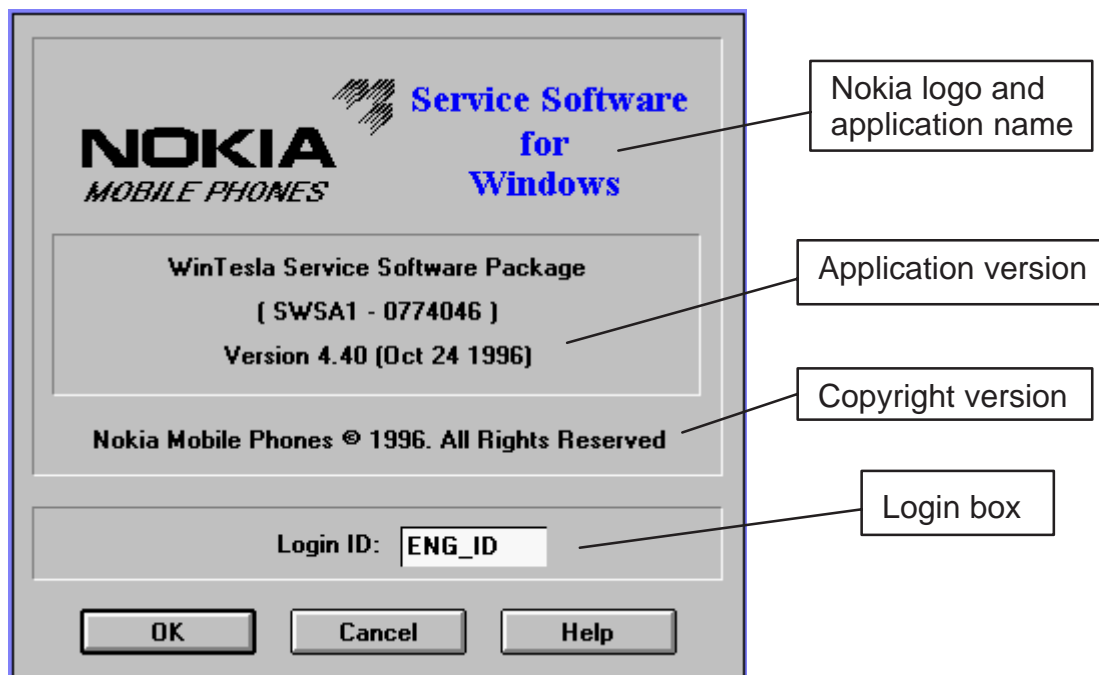 NOKIA
MOBILE PHONES
Service Software
for
Windows
WinTesla Service Software Package
( SWSA1 - 0774046 )
Version 4.40 (Oct 24 1996)
Nokia Mobile Phones © 1996. All Rights Reserved
Login ID: ENG_ID
OK Cancel Help
Nokia logo and
application name
Application version
Copyright version
Login box